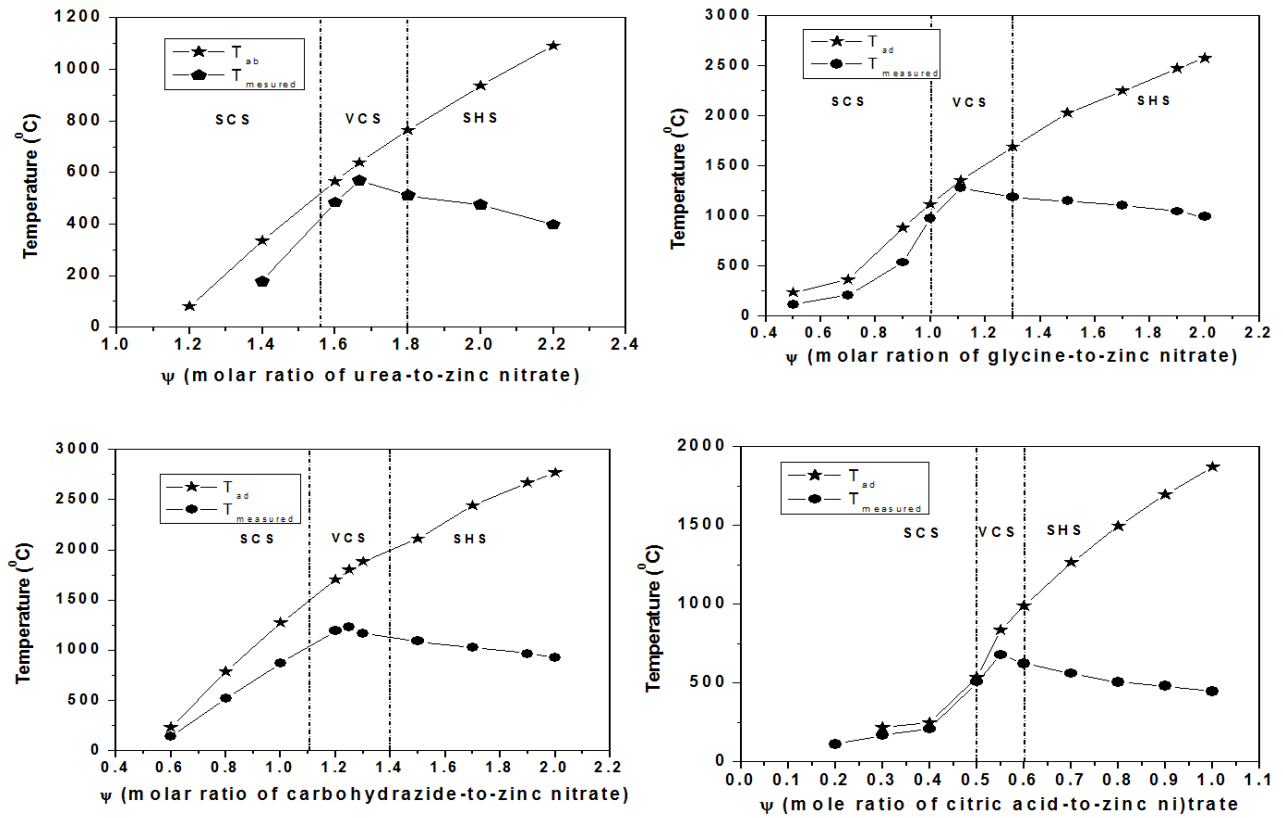 1200
1000
800
600
400
200
0
Temperature (⁰C)
T ab
T mesured
SCS
VCS
SHS
1.0 1.2 1.4 1.6 1.8 2.0 2.2 2.4
ψ (molar ratio of urea-to-zinc nitrate)
3000
2500
2000
1500
1000
500
0
Temperature (⁰C)
T ad
T measured
SCS
VCS
SHS
0.4 0.6 0.8 1.0 1.2 1.4 1.6 1.8 2.0 2.2
ψ (molar ration of glycine-to-zinc nitrate)
3000
2500
2000
1500
1000
500
0
Temperature (⁰C)
T ad
T measured
SCS
VCS
SHS
0.4 0.6 0.8 1.0 1.2 1.4 1.6 1.8 2.0 2.2
ψ (molar ratio of carbohydrazide-to-zinc nitrate)
2000
1500
1000
500
0
Temperature (⁰C)
T ad
T measured
SCS
VCS
SHS
0.0 0.1 0.2 0.3 0.4 0.5 0.6 0.7 0.8 0.9 1.0 1.1
ψ (mole ratio of citric acid-to-zinc ni)trate